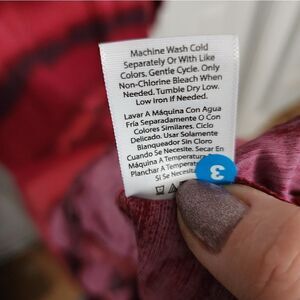 Machine Wash Cold
Separately Or With Like
Colors, Gentle Cycle. Only
Non-Chlorine Bleach When
Needed. Tumble Dry Low.
Low Iron If Needed.
Lavar A Máquina Con Agua
Fría Separadamente O Con
Colores Similares. Ciclo
Delicado. Usar Solamente
Blanqueador Sin Cloro
Cuando Se Necesite. Secar En
Máquina A Temperatura
Planchar A Temperatura
Si Se Necesita
3